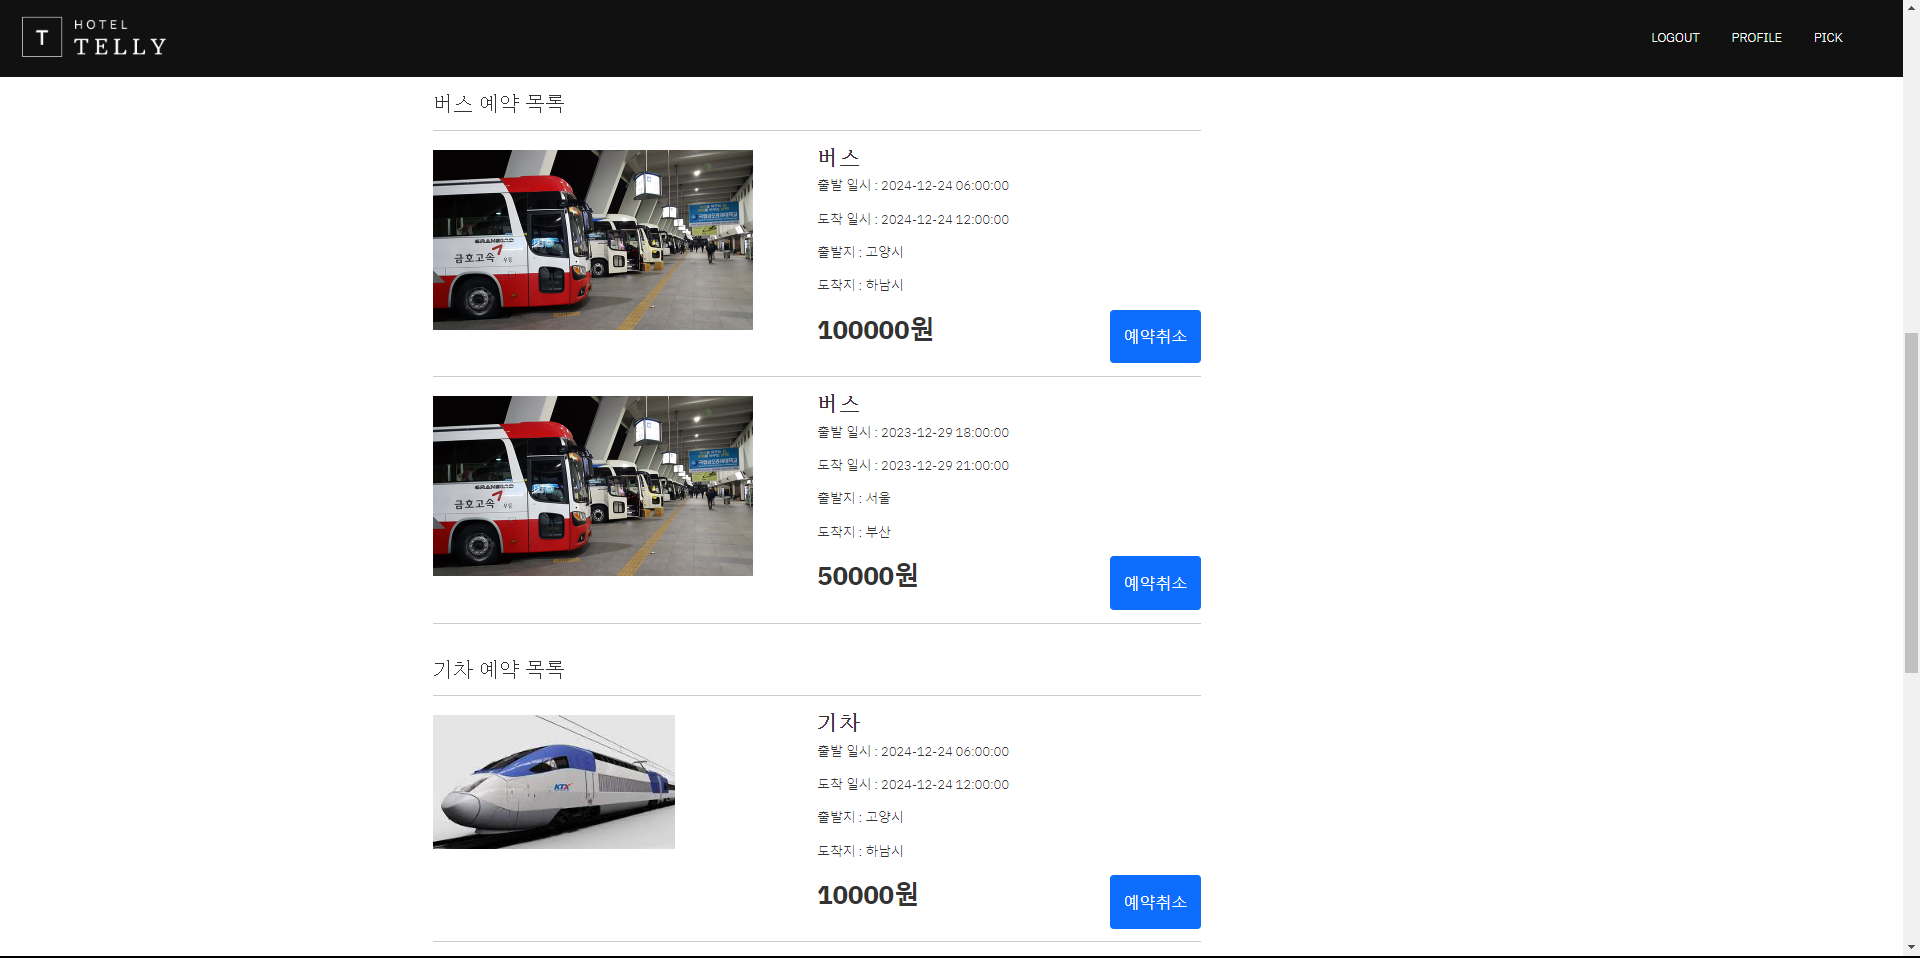 T
HOTEL
TELLY
LOGOUT PROFILE PICK
버스 예약 목록
금호고속
버스
출발 일시 : 2024-12-24 06:00:00
도착 일시 : 2024-12-24 12:00:00
출발지 : 고양시
도착지 : 하남시
100000원
예약취소
금호고속
버스
출발 일시 : 2023-12-29 18:00:00
도착 일시 : 2023-12-29 21:00:00
출발지 : 서울
도착지 : 부산
50000원
예약취소
기차 예약 목록
KTX
기차
출발 일시 : 2024-12-24 06:00:00
도착 일시 : 2024-12-24 12:00:00
출발지 : 고양시
도착지 : 하남시
10000원
예약취소